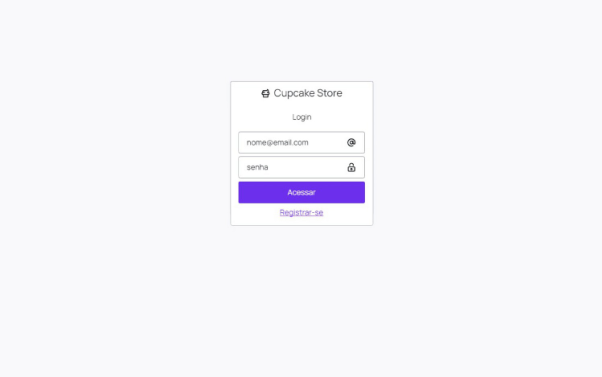 Cupcake Store
Login
nome@email.com
senha
Acessar
Registrar-se